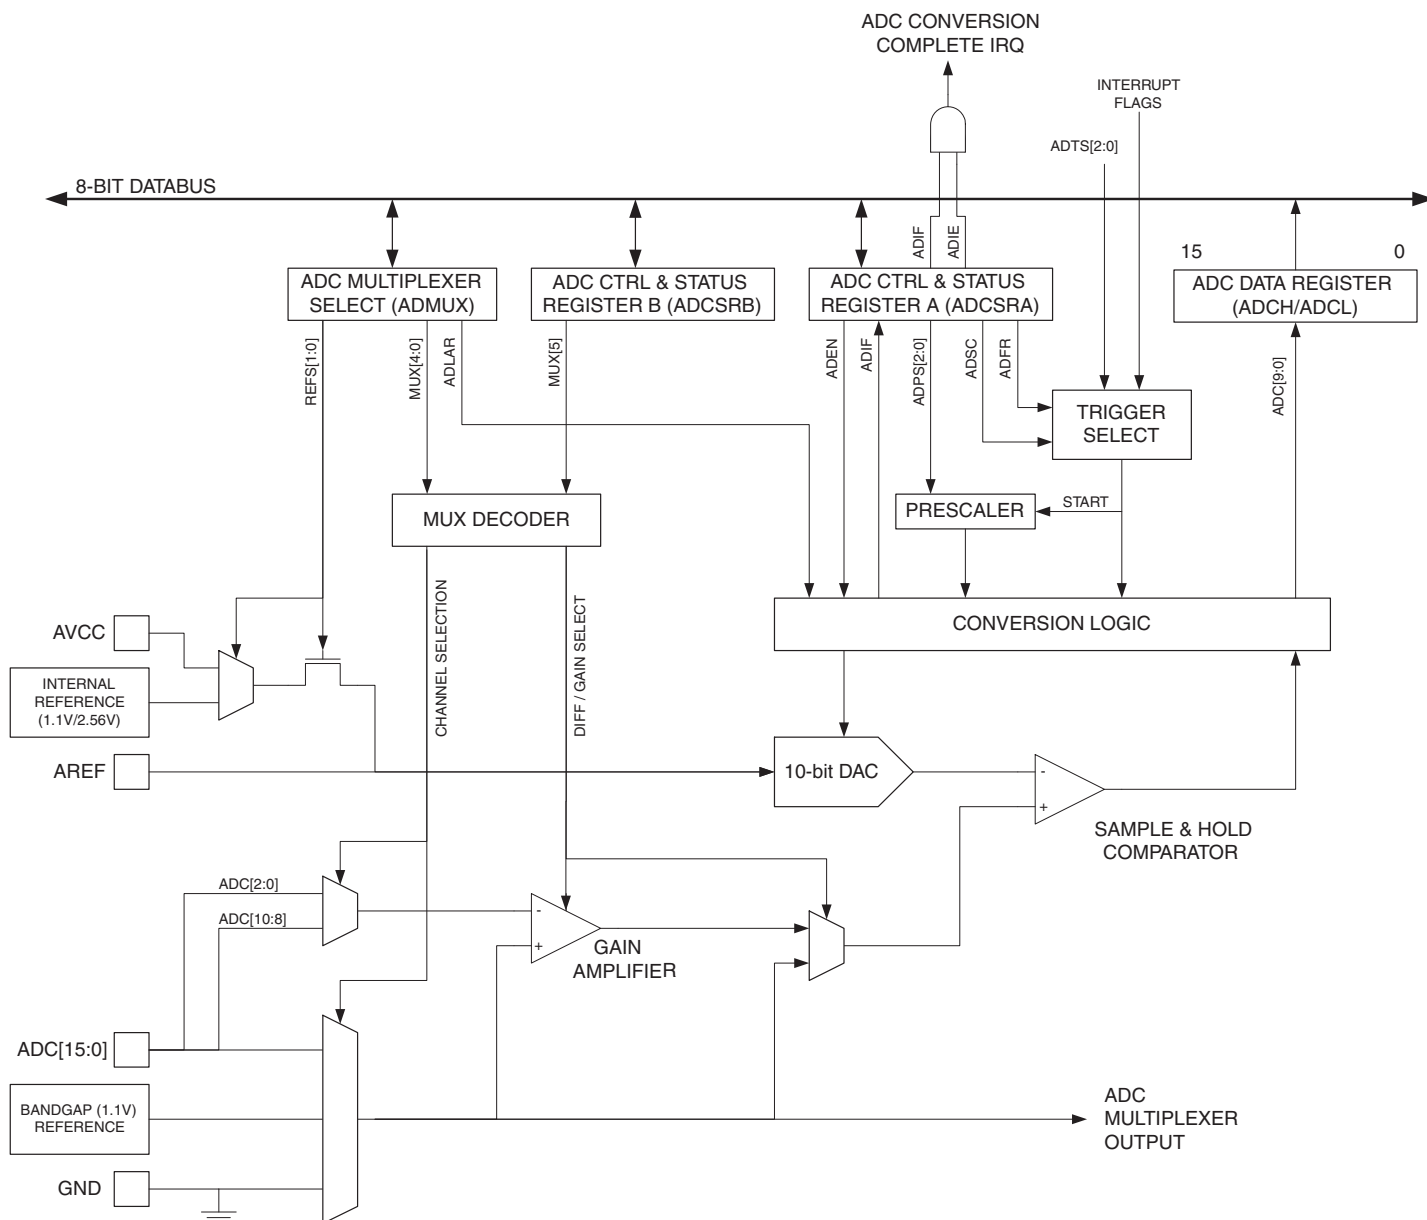 ADC CONVERSION
COMPLETE IRQ
INTERRUPT
FLAGS
ADTS[2:0]
8-BIT DATABUS
ADIF
ADIE
15
0
ADC MULTIPLEXER
SELECT (ADMUX)
ADC CTRL & STATUS
REGISTER B (ADCSRB)
ADC CTRL & STATUS
REGISTER A (ADCSRA)
ADC DATA REGISTER
(ADCH/ADCL)
REFS[1:0]
MUX[4:0]
ADLAR
MUX[5]
ADEN
ADIF
ADPS[2:0]
ADSC
ADFR
ADC[9:0]
TRIGGER
SELECT
MUX DECODER
PRESCALER
START
CHANNEL SELECTION
DIFF / GAIN SELECT
CONVERSION LOGIC
AVCC
INTERNAL
REFERENCE
(1.1V/2.56V)
AREF
10-bit DAC
-
+
SAMPLE & HOLD
COMPARATOR
ADC[2:0]
ADC[10:8]
-
+
GAIN
AMPLIFIER
ADC[15:0]
BANDGAP (1.1V)
REFERENCE
ADC
MULTIPLEXER
OUTPUT
GND